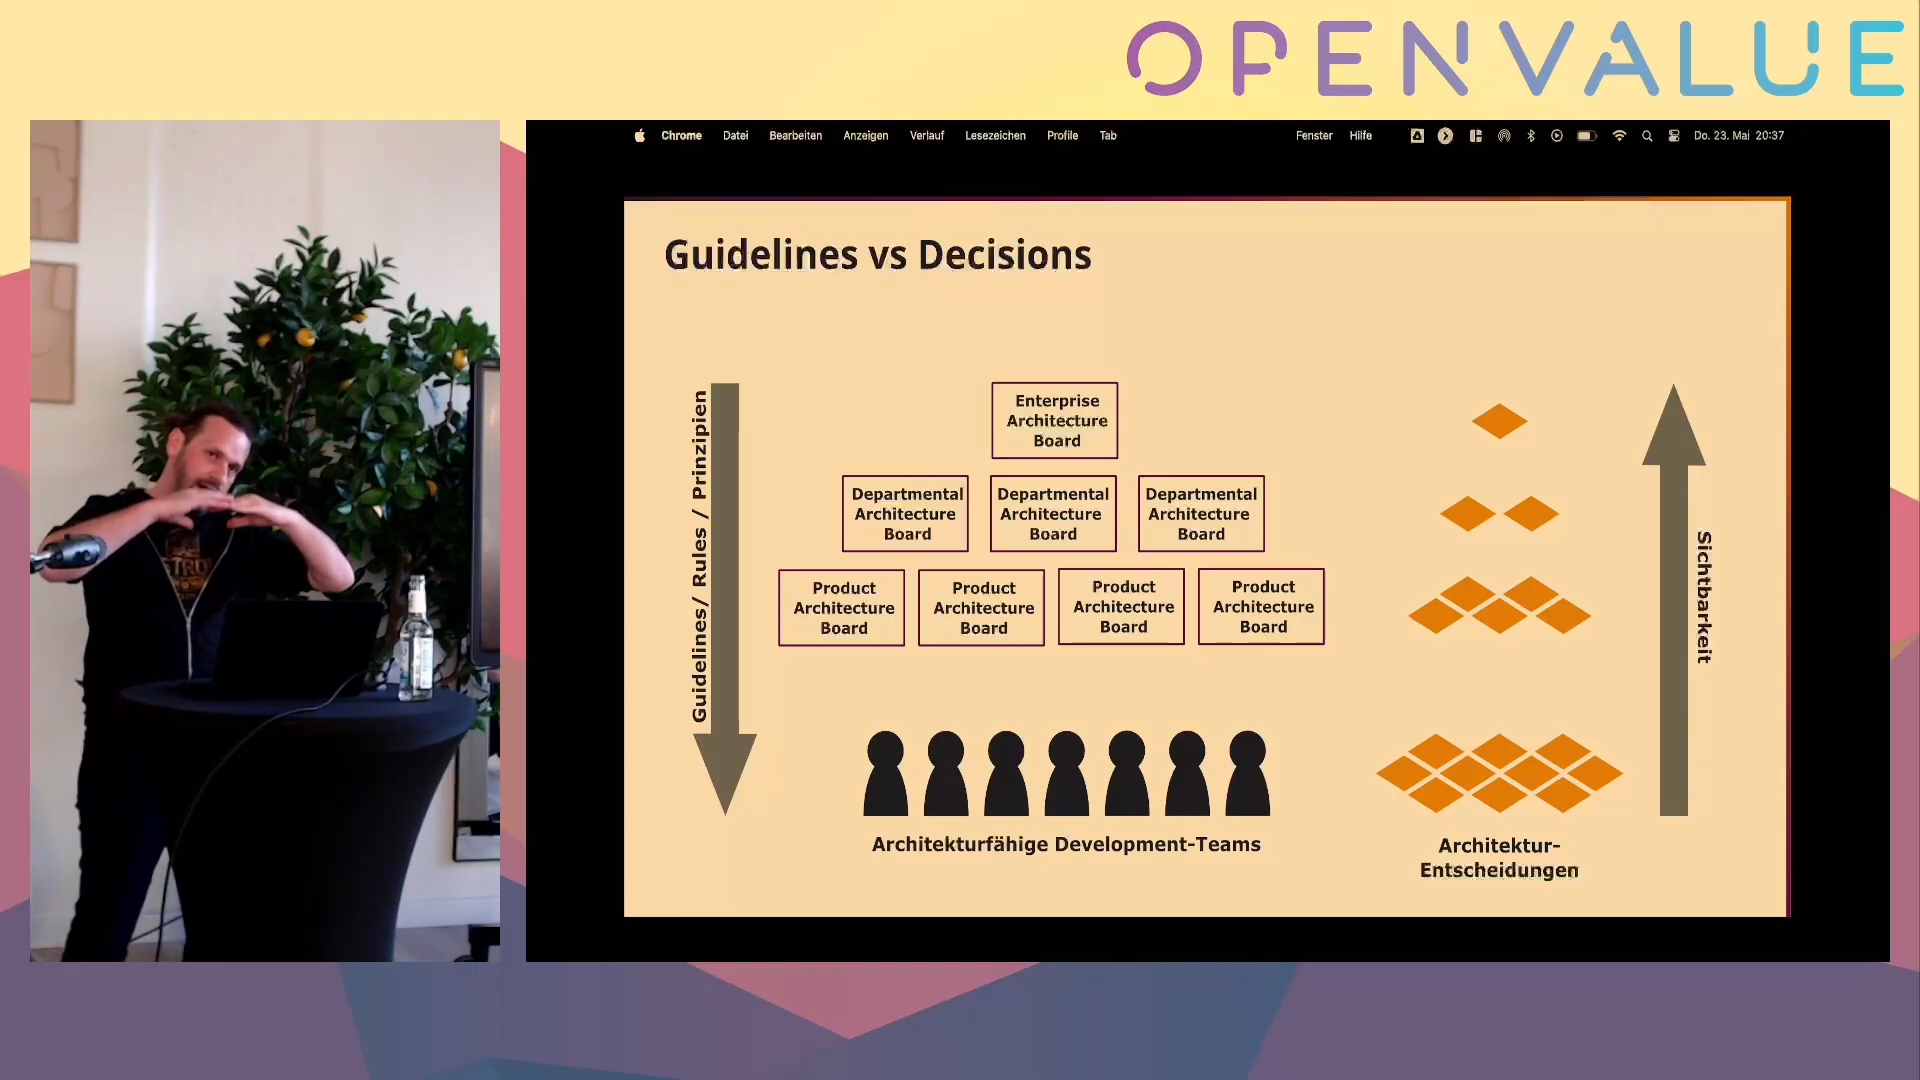 OPENVALUE
Chrome Datei Bearbeiten Anzeigen Verlauf Lesezeichen Profile Tab Fenster Hilfe Do. 23. Mai 20:37
Guidelines vs Decisions
Guidelines/ Rules / Prinzipien
Enterprise
Architecture
Board
Departmental
Architecture
Board
Departmental
Architecture
Board
Departmental
Architecture
Board
Product
Architecture
Board
Product
Architecture
Board
Product
Architecture
Board
Product
Architecture
Board
Architekturfähige Development-Teams
Architektur-
Entscheidungen
Sichtbarkeit